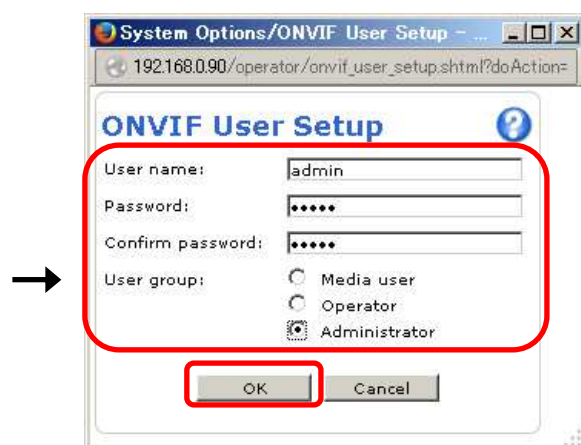 System Options/ONVIF User Setup - ...
192.168.0.90/operator/onvif_user_setup.shtml?doAction=
ONVIF User Setup
User name: admin
Password: •••••
Confirm password: •••••
User group: Media user
Operator
Administrator
OK Cancel